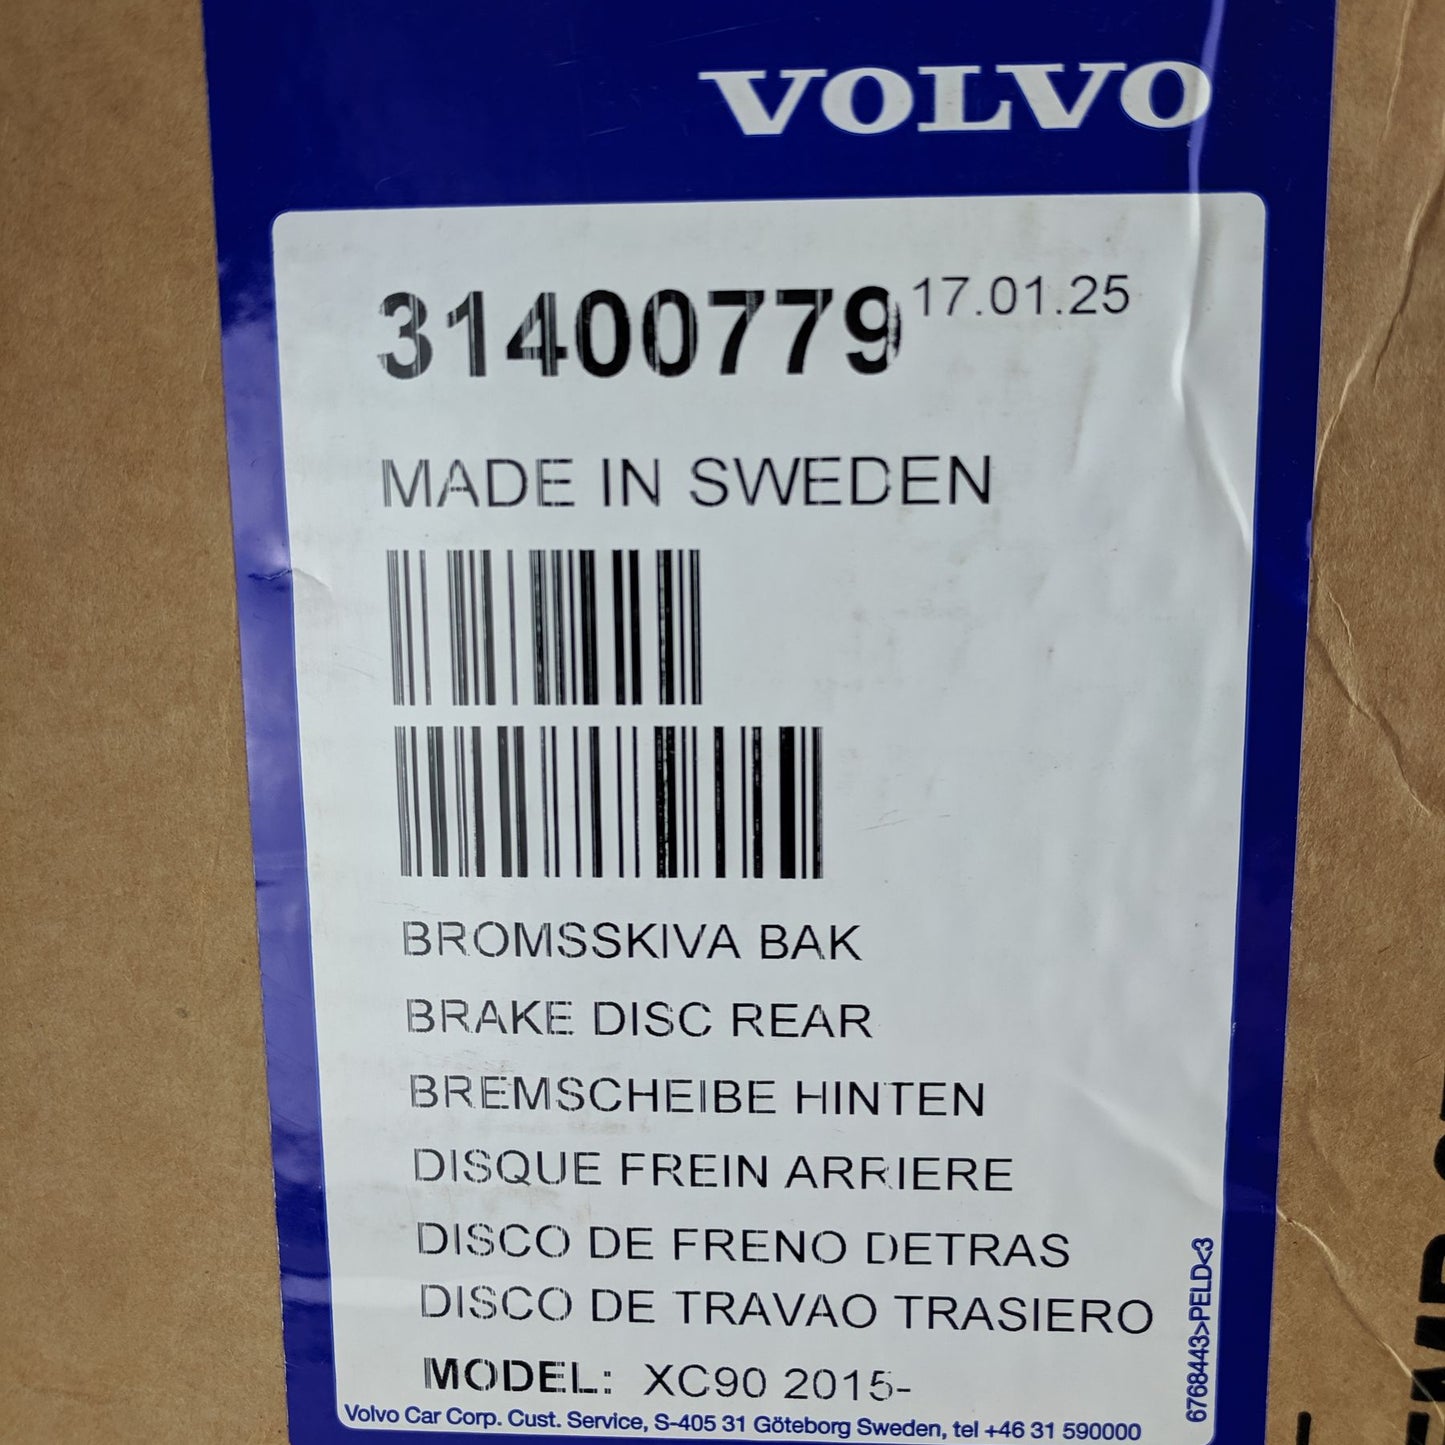 VOLVO
31400779 17.01.25
MADE IN SWEDEN
BROMSSKIVA BAK
BRAKE DISC REAR
BREMSCHEIBE HINTEN
DISQUE FREIN ARRIERE
DISCO DE FRENO DETRAS
DISCO DE TRAVAO TRASIERO
MODEL: XC90 2015-
Volvo Car Corp. Cust. Service, S-405 31 Göteborg Sweden, tel +46 31 590000
6768443>PELD<3